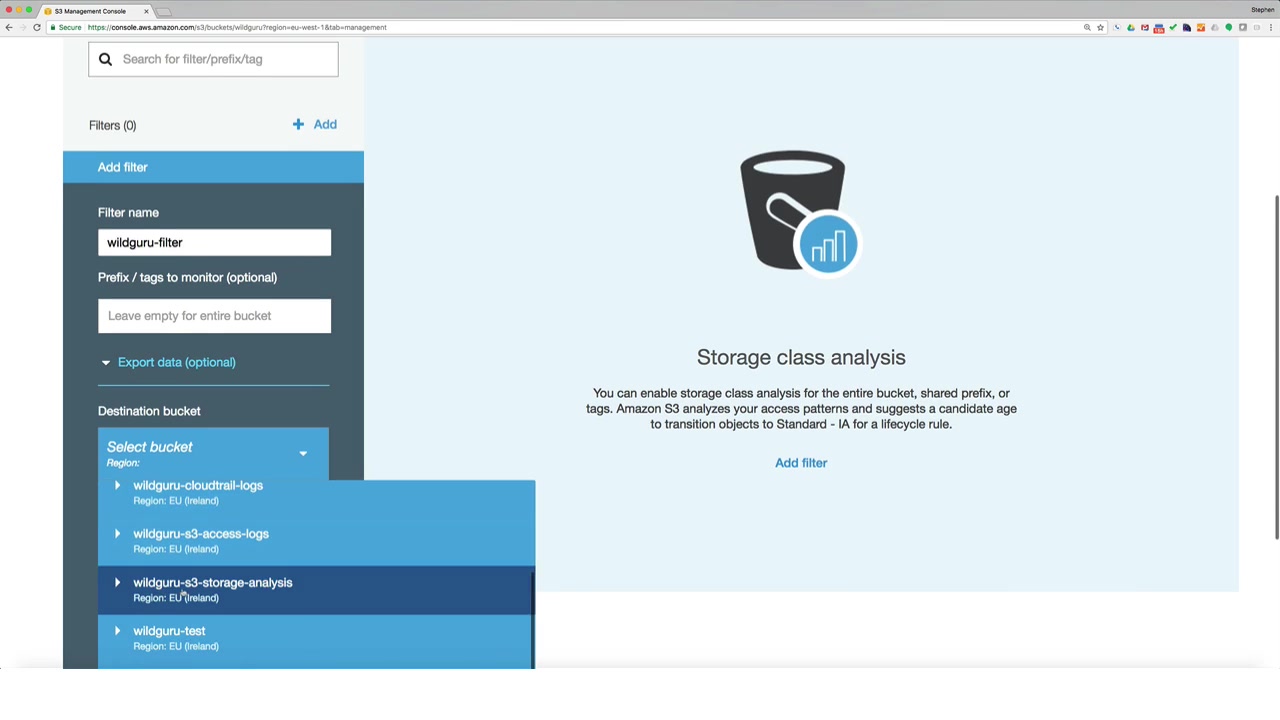 S3 Management Console
Stephen
Secure
https://console.aws.amazon.com/s3/buckets/wildguru?region=eu-west-1&tab=management
Search for filter/prefix/tag
Filters (0)
Add
Add filter
Filter name
wildguru-filter
Prefix / tags to monitor (optional)
Leave empty for entire bucket
Export data (optional)
Destination bucket
Select bucket
Region:
wildguru-cloudtrail-logs
Region: EU (Ireland)
wildguru-s3-access-logs
Region: EU (Ireland)
wildguru-s3-storage-analysis
Region: EU (Ireland)
wildguru-test
Region: EU (Ireland)
Storage class analysis
You can enable storage class analysis for the entire bucket, shared prefix, or
tags. Amazon S3 analyzes your access patterns and suggests a candidate age
to transition objects to Standard - IA for a lifecycle rule.
Add filter